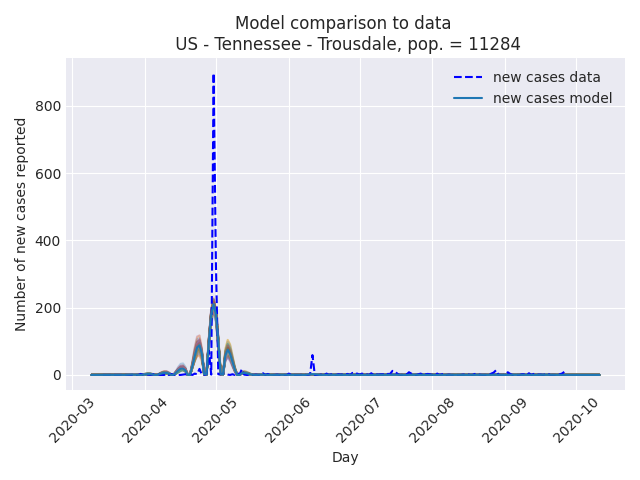 Model comparison to data
US - Tennessee - Trousdale, pop. = 11284
new cases data
new cases model
Number of new cases reported
800
600
400
200
0
2020-03
2020-04
2020-05
2020-06
2020-07
2020-08
2020-09
2020-10
Day